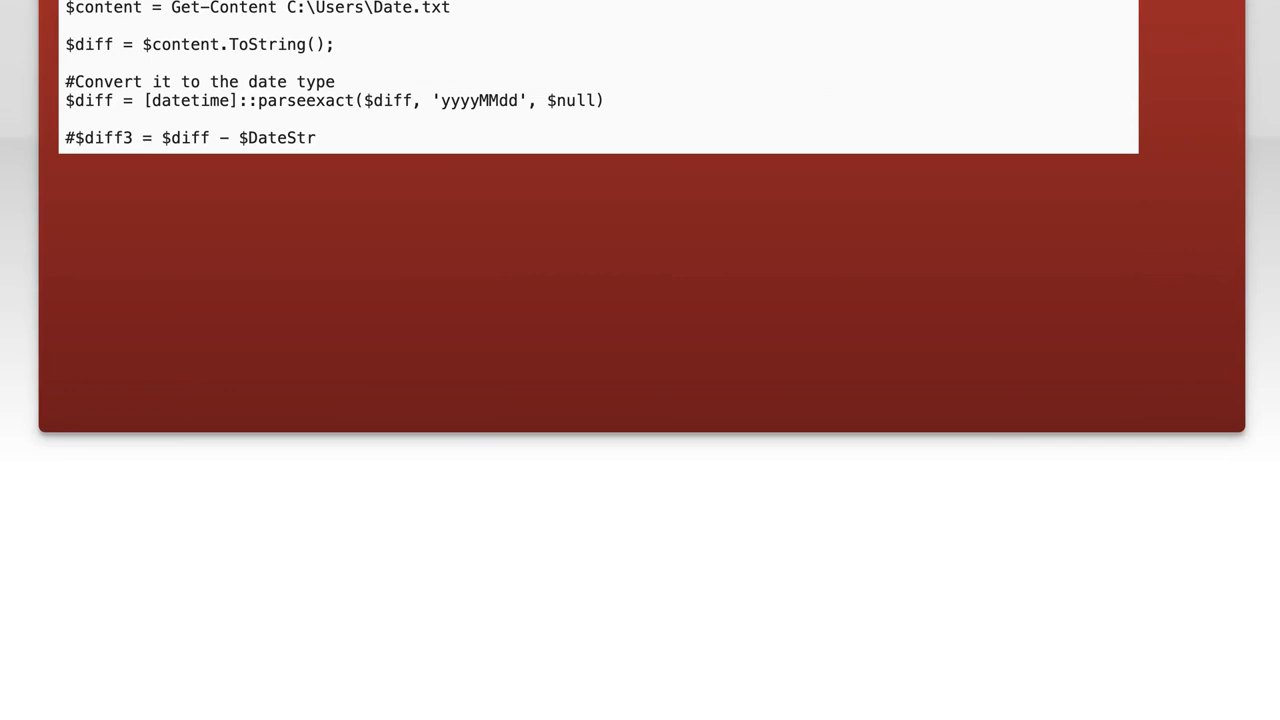 $content = Get-Content C:\Users\Date.txt
$diff = $content.ToString();
#Convert it to the date type
$diff = [datetime]::parseexact($diff, 'yyyyMMdd', $null)
#$diff3 = $diff - $DateStr